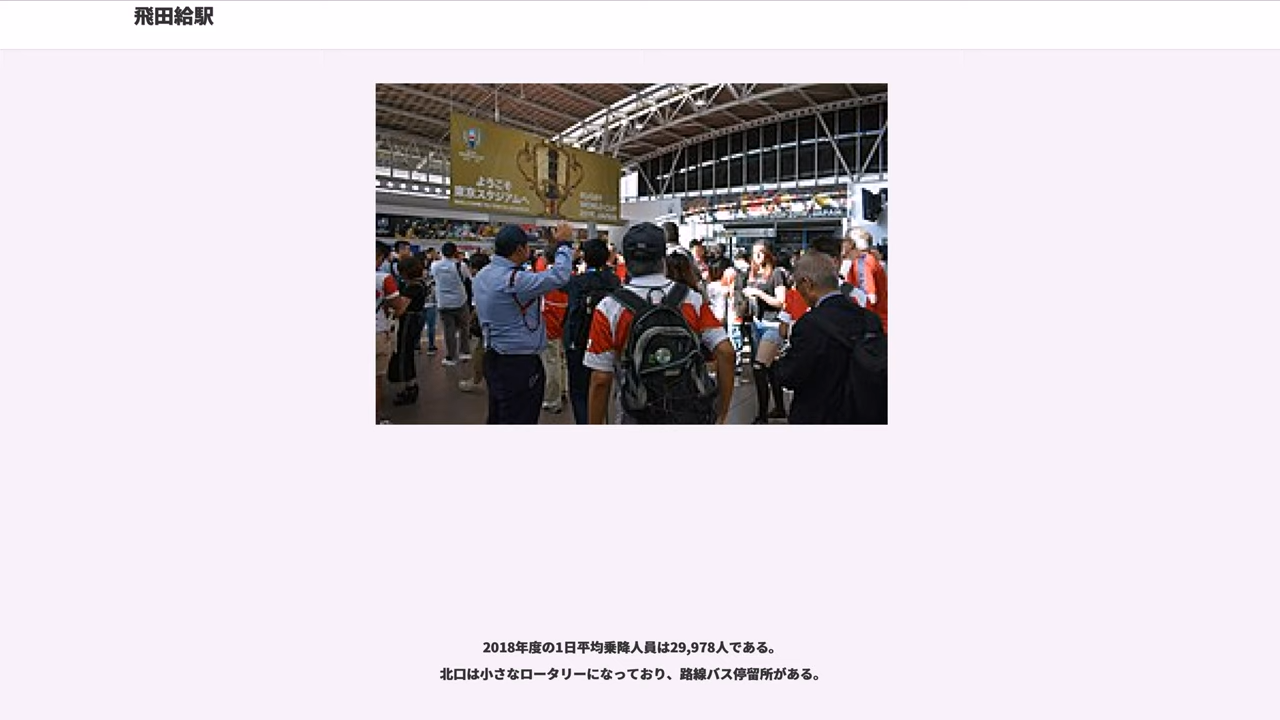 飛田給駅
ようこそ
東京スタジアムへ
RUGBY
WORLD CUP
2018年度の1日平均乗降人員は29,978人である。
北口は小さなロータリーになっており、路線バス停留所がある。